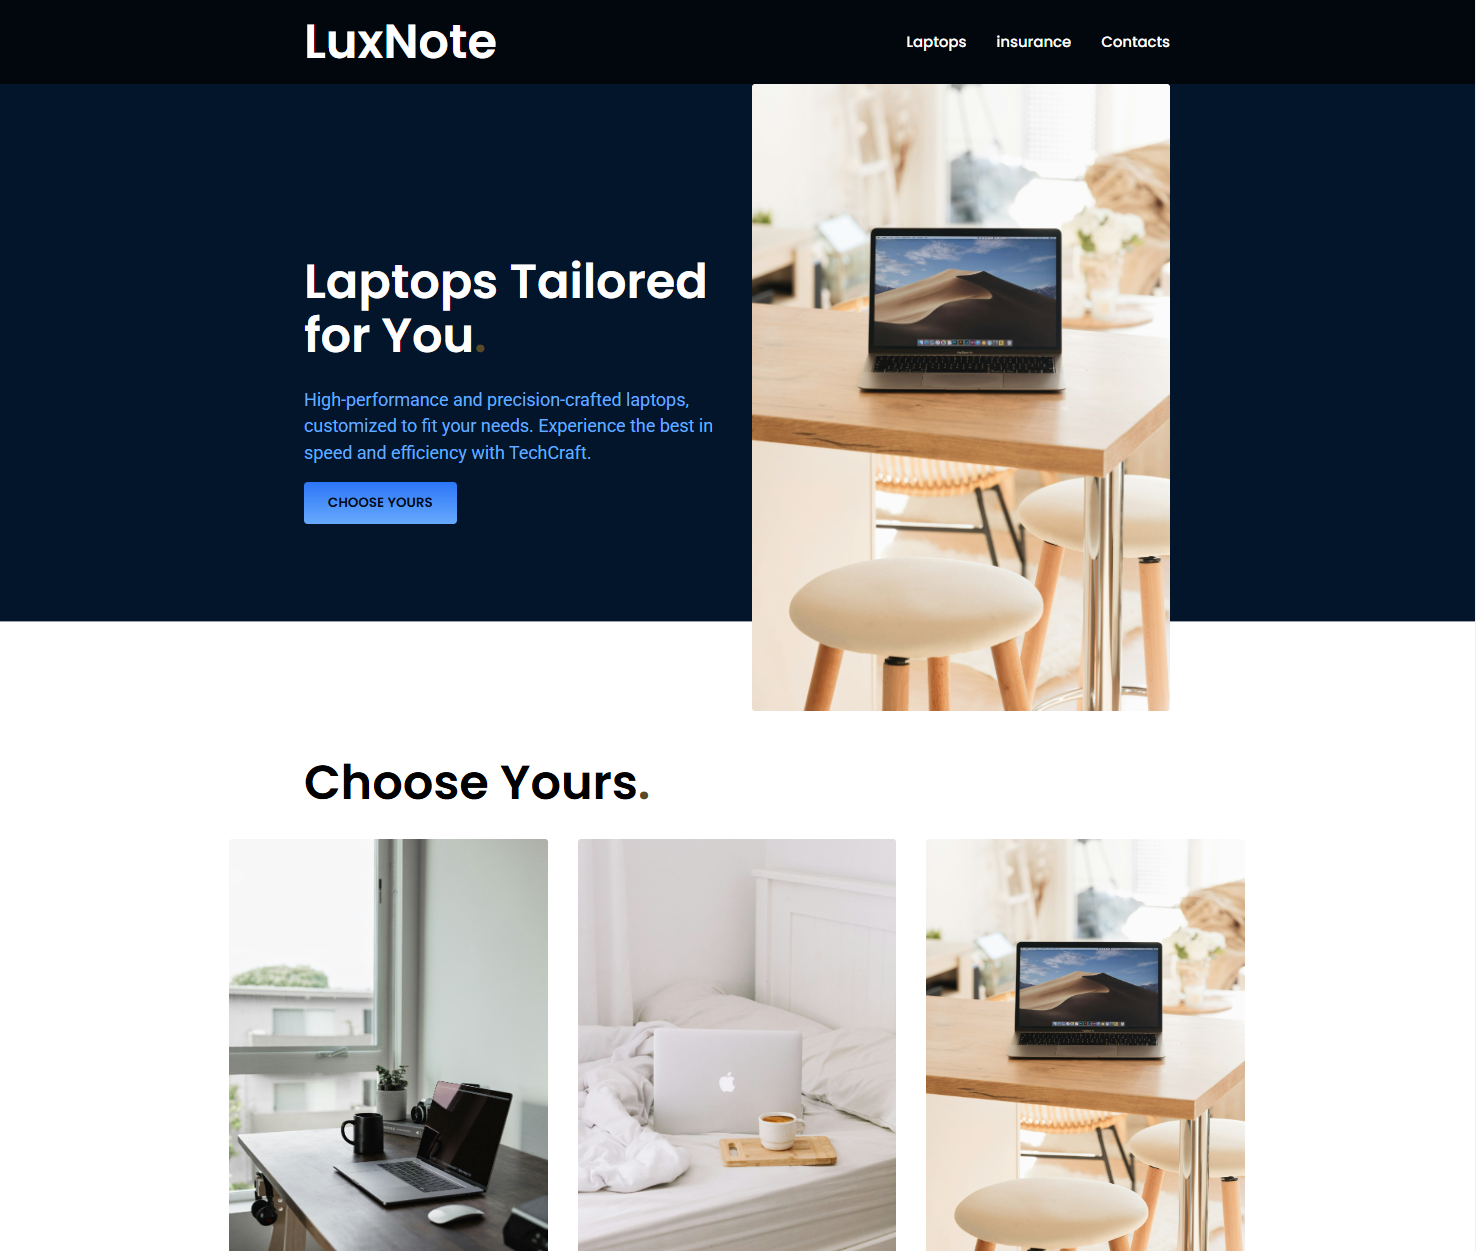 LuxNote
Laptops
insurance
Contacts
Laptops Tailored
for You.
High-performance and precision-crafted laptops,
customized to fit your needs. Experience the best in
speed and efficiency with TechCraft.
CHOOSE YOURS
Choose Yours.